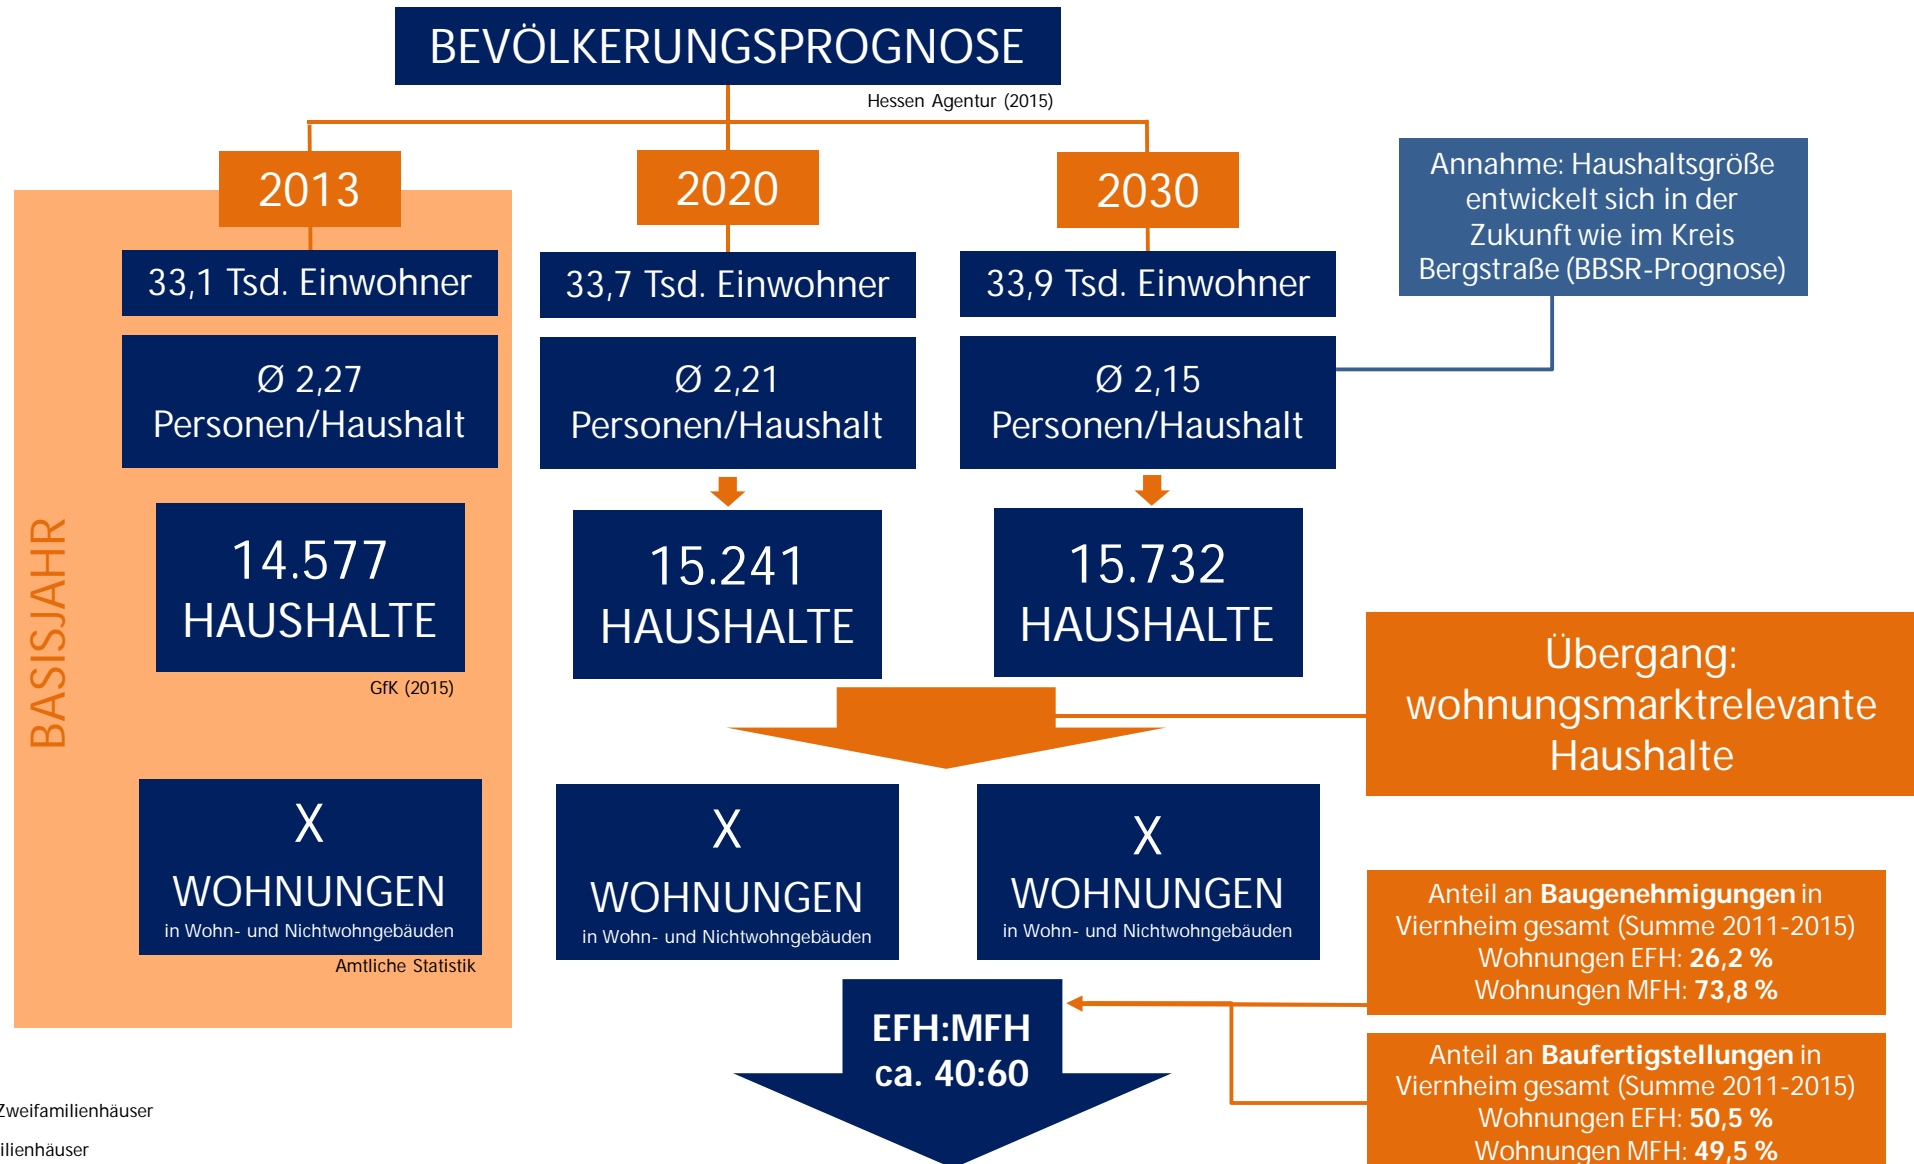 BEVÖLKERUNGSPROGNOSE
Hessen Agentur (2015)
2013
2020
2030
Annahme: Haushaltsgröße
entwickelt sich in der
Zukunft wie im Kreis
Bergstraße (BBSR-Prognose)
33,1 Tsd. Einwohner
33,7 Tsd. Einwohner
33,9 Tsd. Einwohner
Ø 2,27
Personen/Haushalt
Ø 2,21
Personen/Haushalt
Ø 2,15
Personen/Haushalt
BASISJAHR
14.577
HAUSHALTE
GfK (2015)
15.241
HAUSHALTE
15.732
HAUSHALTE
Übergang:
wohnungsmarktrelevante
Haushalte
X
WOHNUNGEN
in Wohn- und Nichtwohngebäuden
Amtliche Statistik
X
WOHNUNGEN
in Wohn- und Nichtwohngebäuden
X
WOHNUNGEN
in Wohn- und Nichtwohngebäuden
Anteil an Baugenehmigungen in
Viernheim gesamt (Summe 2011-2015)
Wohnungen EFH: 26,2 %
Wohnungen MFH: 73,8 %
EFH:MFH
ca. 40:60
Anteil an Baufertigstellungen in
Viernheim gesamt (Summe 2011-2015)
Wohnungen EFH: 50,5 %
Wohnungen MFH: 49,5 %
Zweifamilienhäuser
ilienhäuser